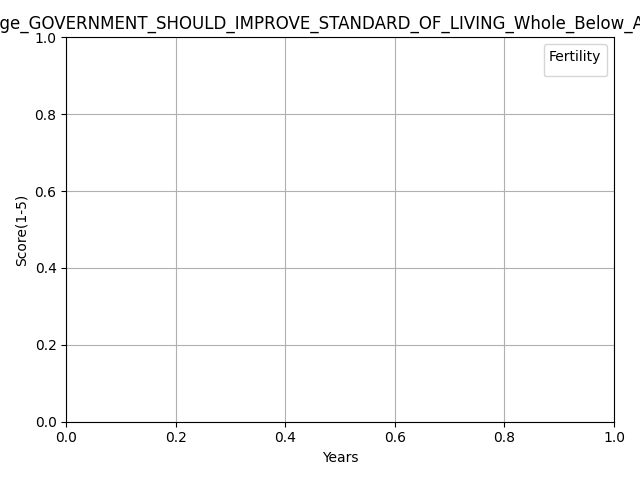 ge_GOVERNMENT_SHOULD_IMPROVE_STANDARD_OF_LIVING_Whole_Below_A
Fertility
1.0
0.8
0.6
0.4
0.2
0.0
Score(1-5)
0.0 0.2 0.4 0.6 0.8 1.0
Years